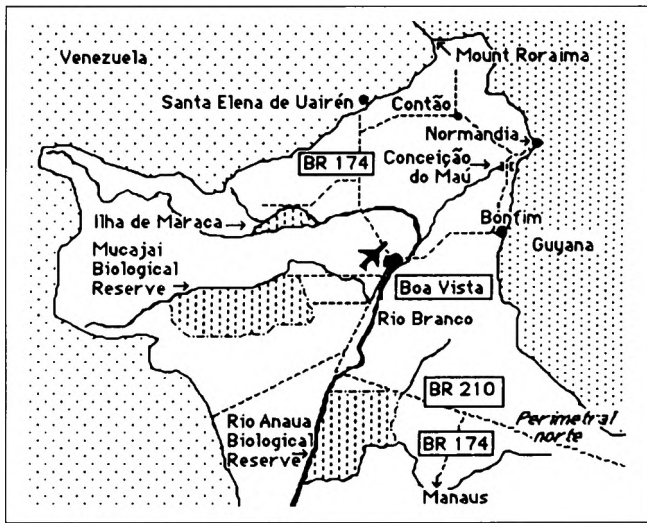 Venezuela
Mount Roraima
Santa Elena de Uairén
Contão
Normandia
BR 174
Conceição
do Maú
Ilha de Maraca
Bonfim
Mucajai
Biological
Reserve
Guyana
Boa Vista
Rio Branco
BR 210
Rio Anaua
Biological
Reserve
Perimetral
norte
BR 174
Manaus